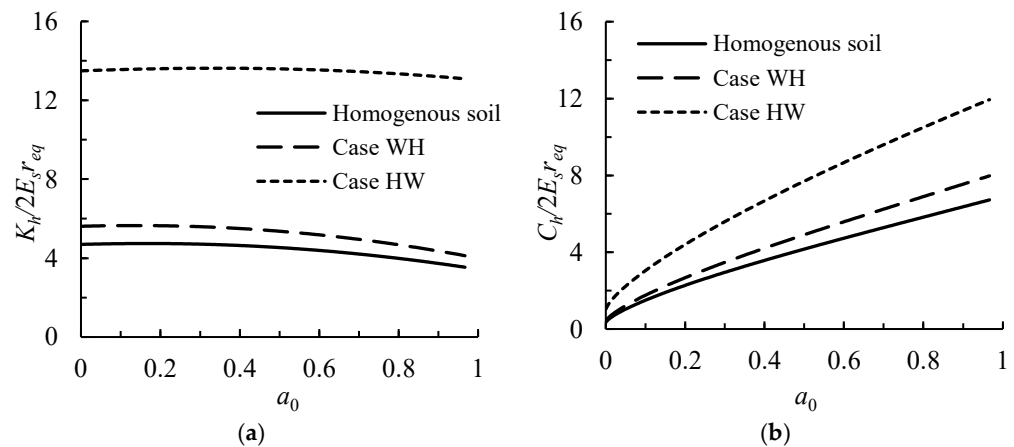 16
12
8
4
0
K_h/2E_s r_eq
Homogenous soil
Case WH
Case HW
0 0.2 0.4 0.6 0.8 1
a_0
(a)
16
12
8
4
0
C_h/2E_s r_eq
Homogenous soil
Case WH
Case HW
0 0.2 0.4 0.6 0.8 1
a_0
(b)